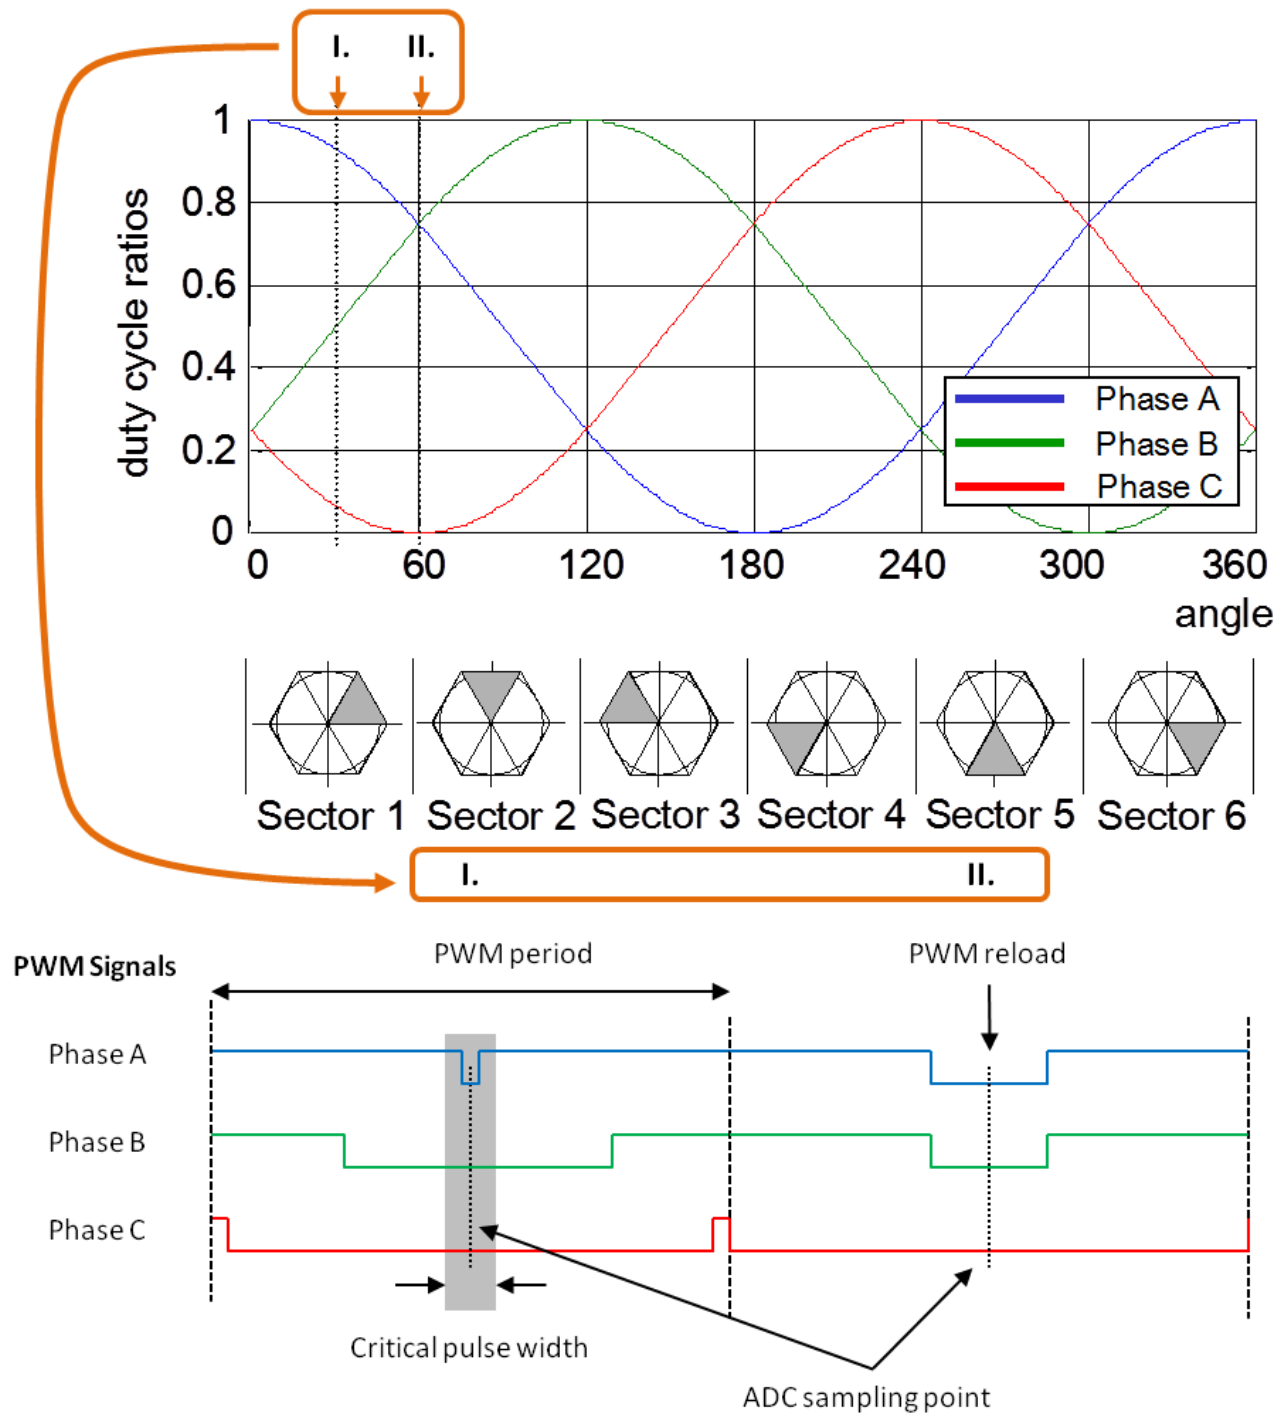 I. II.
1
0.8
0.6
0.4
0.2
0
duty cycle ratios
Phase A
Phase B
Phase C
0 60 120 180 240 300 360
angle
Sector 1 Sector 2 Sector 3 Sector 4 Sector 5 Sector 6
I. II.
PWM Signals
PWM period
PWM reload
Phase A
Phase B
Phase C
Critical pulse width
ADC sampling point